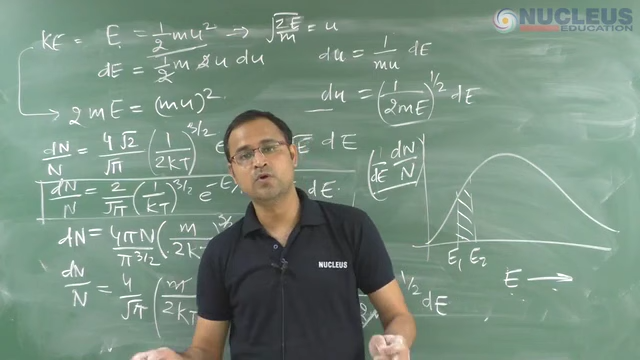 NUCLEUS
EDUCATION
KE = E = 1/2 mu² → √(2E/m) = u
dE = 1/2 m 2u du
2mE = (mu)²
du = 1/mu dE
du = (1/2mE)^1/2 dE
dN/N = 4√2/√π (1/2KT)^3/2 e E dE
dN/N = 2/√π (1/KT)^3/2 e^-E/ dE.
dN = 4πN/π^3/2 (m/2KT)
dN/N = 4/√π (m/2KT) ^1/2 dE
(1/dE dN/N)
E₁ E₂
E →
NUCLEUS